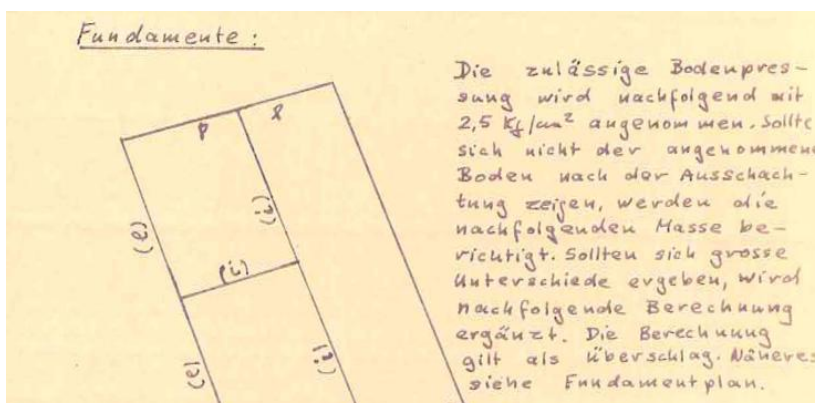 Fundamente:
Die zulässige Bodenpres-
sung wird nachfolgend mit
2,5 Kg/cm² angenommen. Sollte
sich nicht der angenommene
Boden nach der Ausschach-
tung zeigen, werden die
nachfolgenden Masse be-
richtigt. Sollten sich grosse
Unterschiede ergeben, wird
nachfolgende Berechnung
ergänzt. Die Berechnung
gilt als Überschlag. Näheres
siehe Fundamentplan.